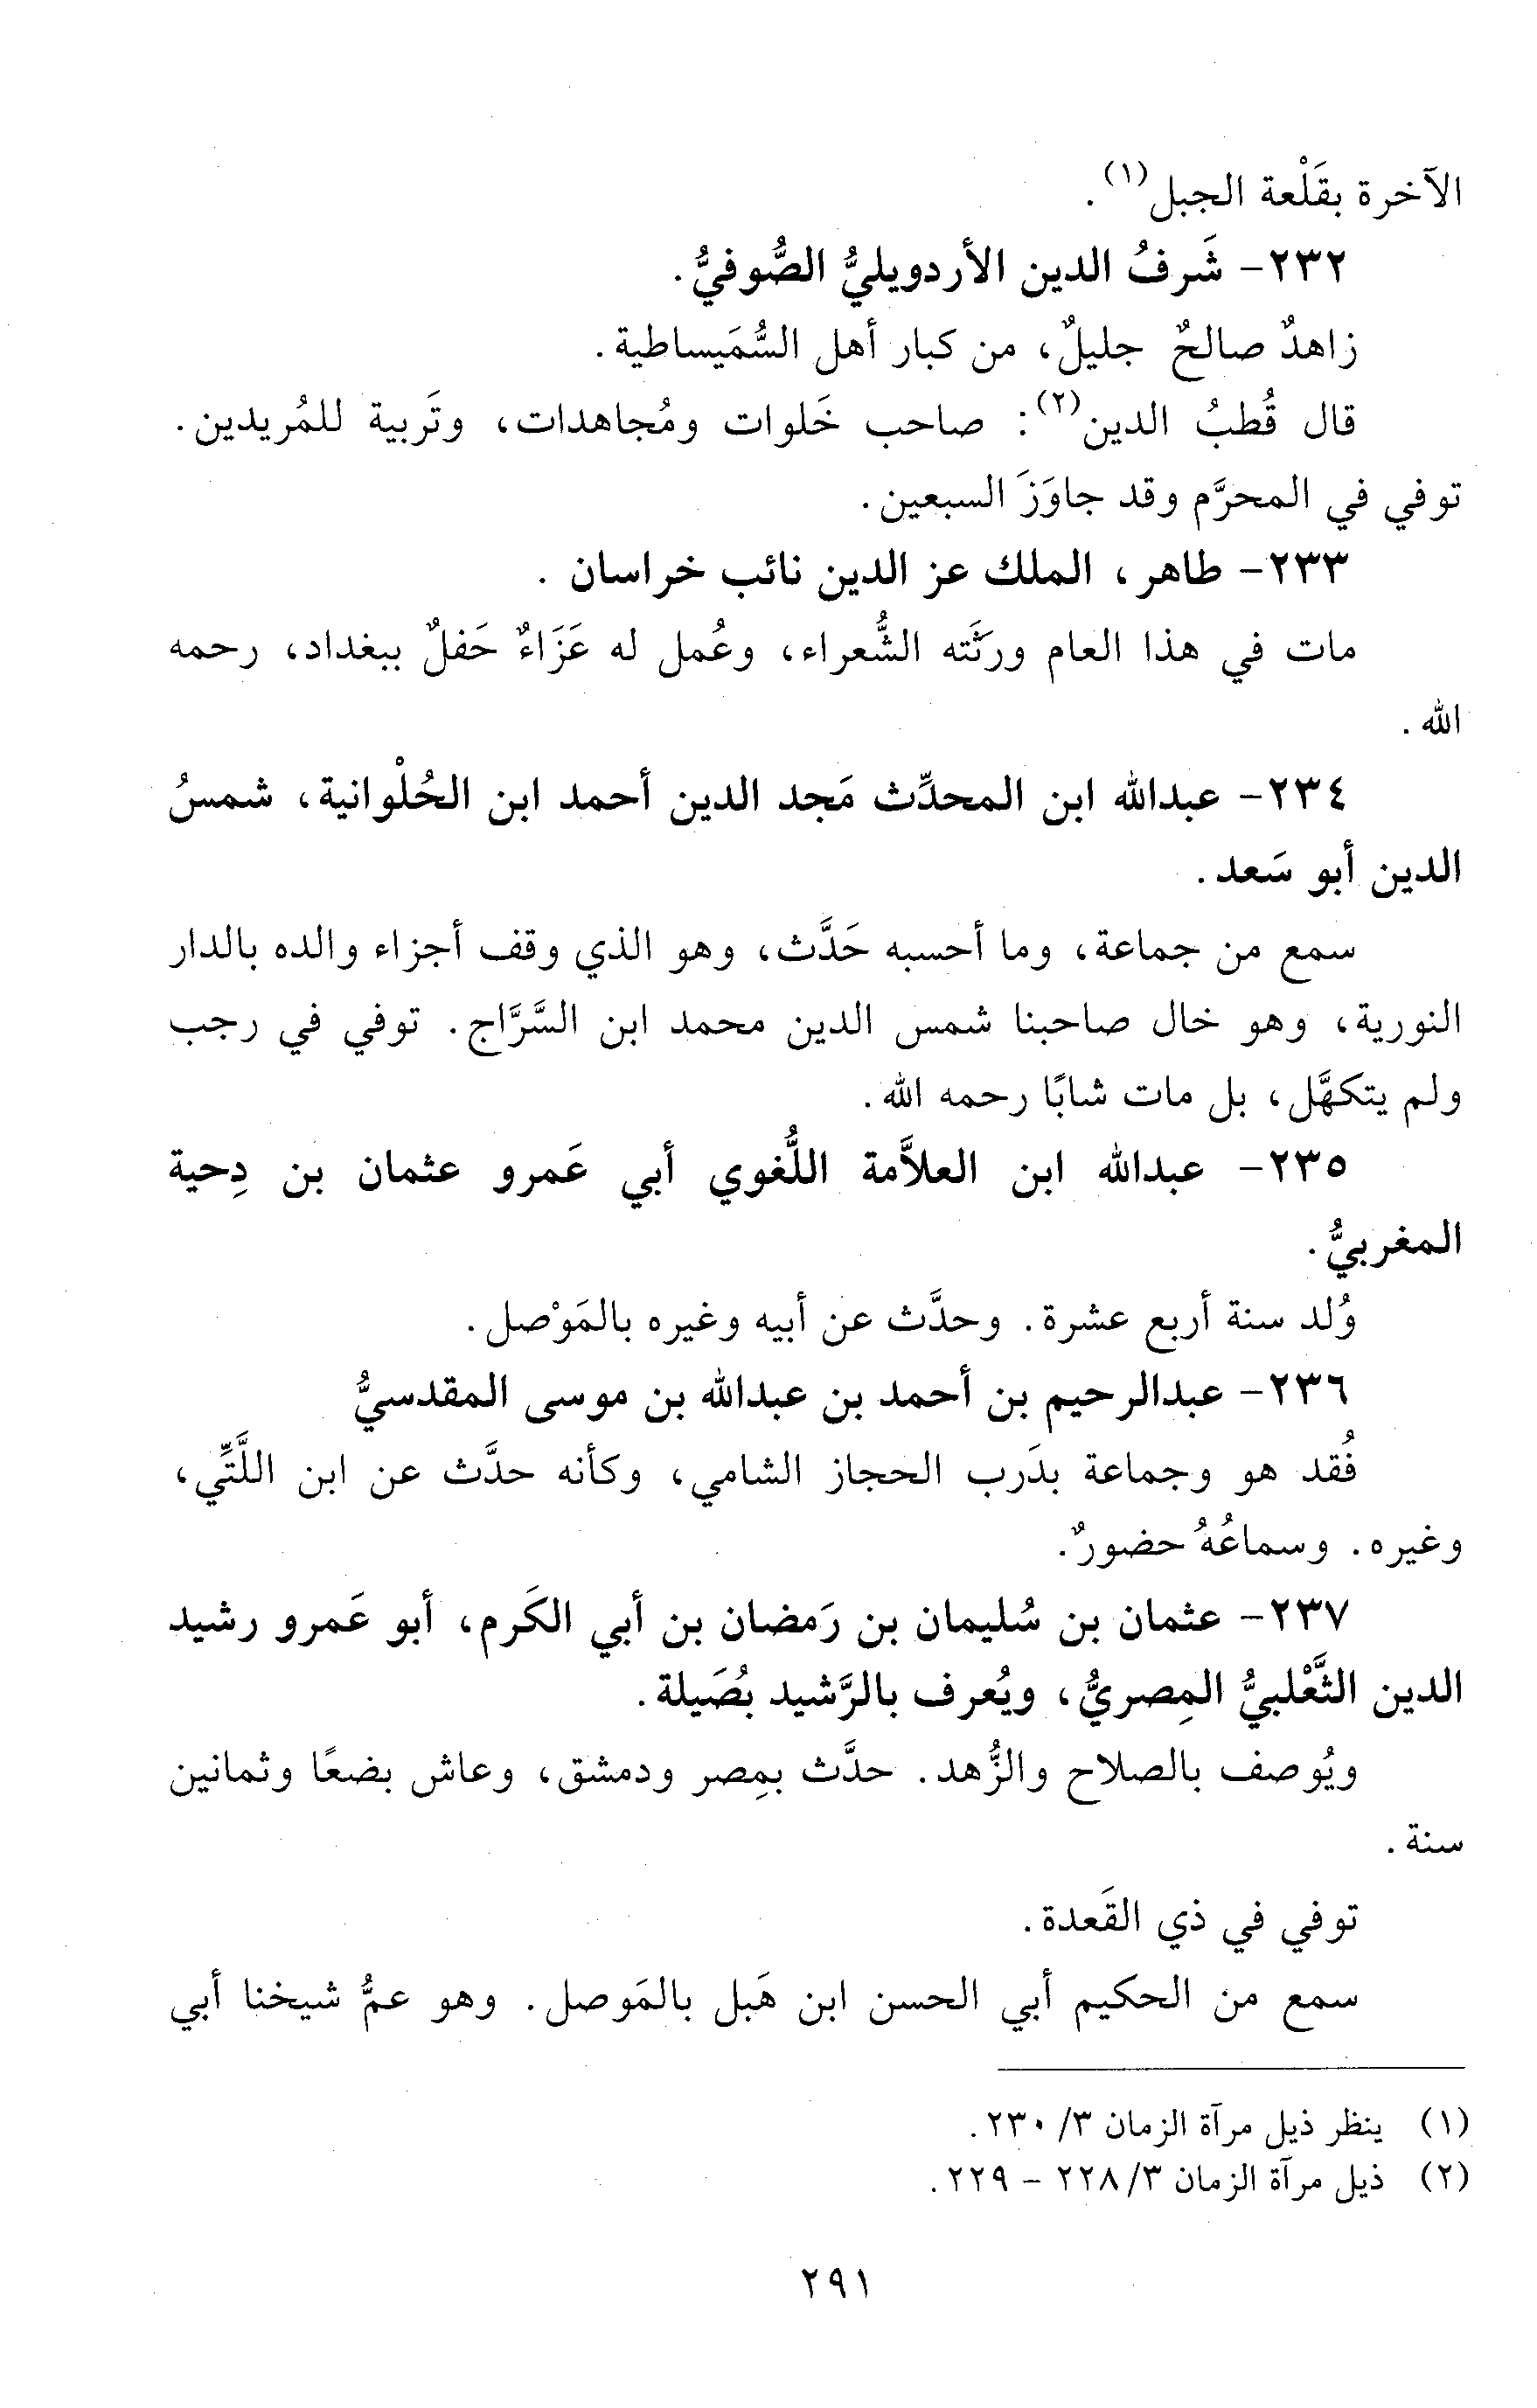 الآخرة بقَلْعة الجبل(١).
٢٣٢- شَرفُ الدين الأردويليُّ الصُّوفيُّ.
زاهدٌ صالحٌ جليلٌ، من كبار أهل السُّمَيساطية.
قال قُطبُ الدين(٢): صاحب خَلوات ومُجاهدات، وتَربية للمُريدين.
توفي في المحرَّم وقد جاوَزَ السبعين.
٢٣٣- طاهر، الملك عز الدين نائب خراسان.
مات في هذا العام ورثَته الشُّعراء، وعُمل له عَزَاءٌ حَفلٌ ببغداد، رحمه
الله.
٢٣٤- عبدالله ابن المحدِّث مَجد الدين أحمد ابن الحُلْوانية، شمسُ
الدين أبو سَعد.
سمع من جماعة، وما أحسبه حَدَّث، وهو الذي وقف أجزاء والده بالدار
النورية، وهو خال صاحبنا شمس الدين محمد ابن السَّرَّاج. توفي في رجب
ولم يتكهَّل، بل مات شابًا رحمه الله.
٢٣٥- عبدالله ابن العلاَّمة اللُّغوي أبي عَمرو عثمان بن دِحية
المغربيُّ.
وُلد سنة أربع عشرة. وحدَّث عن أبيه وغيره بالمَوْصل.
٢٣٦- عبدالرحيم بن أحمد بن عبدالله بن موسى المقدسيُّ
فُقد هو وجماعة بدَرب الحجاز الشامي، وكأنه حدَّث عن ابن اللَّتِّي،
وغيره. وسماعُهُ حضورٌ.
٢٣٧- عثمان بن سُليمان بن رَمضان بن أبي الكَرم، أبو عَمرو رشيد
الدين الثَّعْلبيُّ المِصريُّ، ويُعرف بالرَّشيد بُصَيلة.
ويُوصف بالصلاح والزُّهد. حدَّث بمِصر ودمشق، وعاش بضعًا وثمانين
سنة.
توفي في ذي القَعدة.
سمع من الحكيم أبي الحسن ابن هَبل بالمَوصل. وهو عمُّ شيخنا أبي
(١) ينظر ذيل مرآة الزمان ٣/ ٢٣٠.
(٢) ذيل مرآة الزمان ٣/ ٢٢٨ - ٢٢٩.
٢٩١